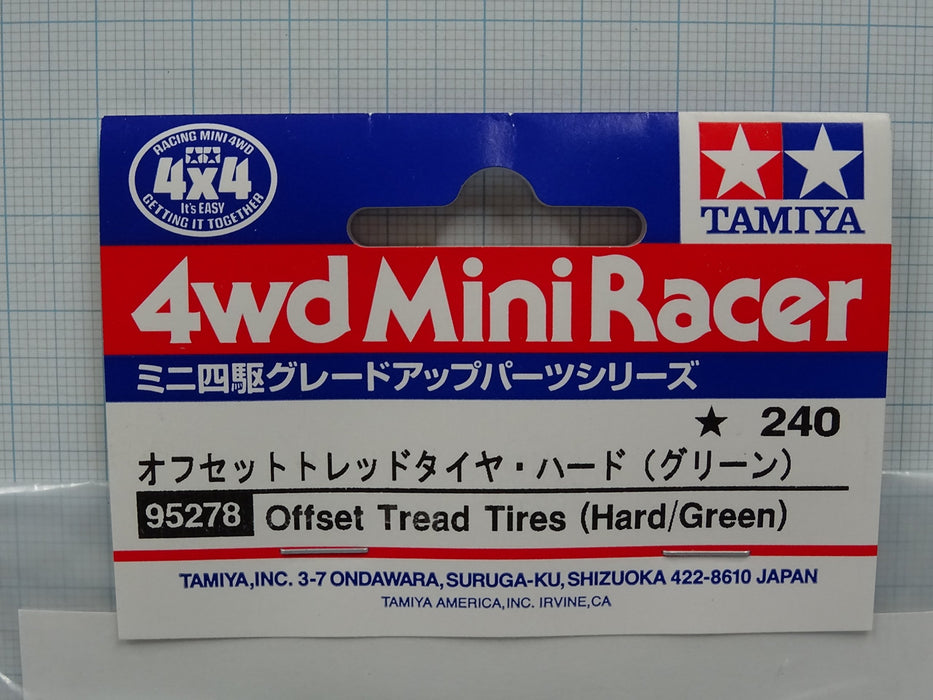 RACING MINI 4WD
4x4
It's EASY
GETTING IT TOGETHER
TAMIYA
4wd Mini Racer
ミニ四駆グレードアップパーツシリーズ
★ 240
オフセットトレッドタイヤ・ハード（グリーン）
95278 Offset Tread Tires (Hard/Green)
TAMIYA,INC. 3-7 ONDAWARA, SURUGA-KU, SHIZUOKA 422-8610 JAPAN
TAMIYA AMERICA, INC. IRVINE, CA